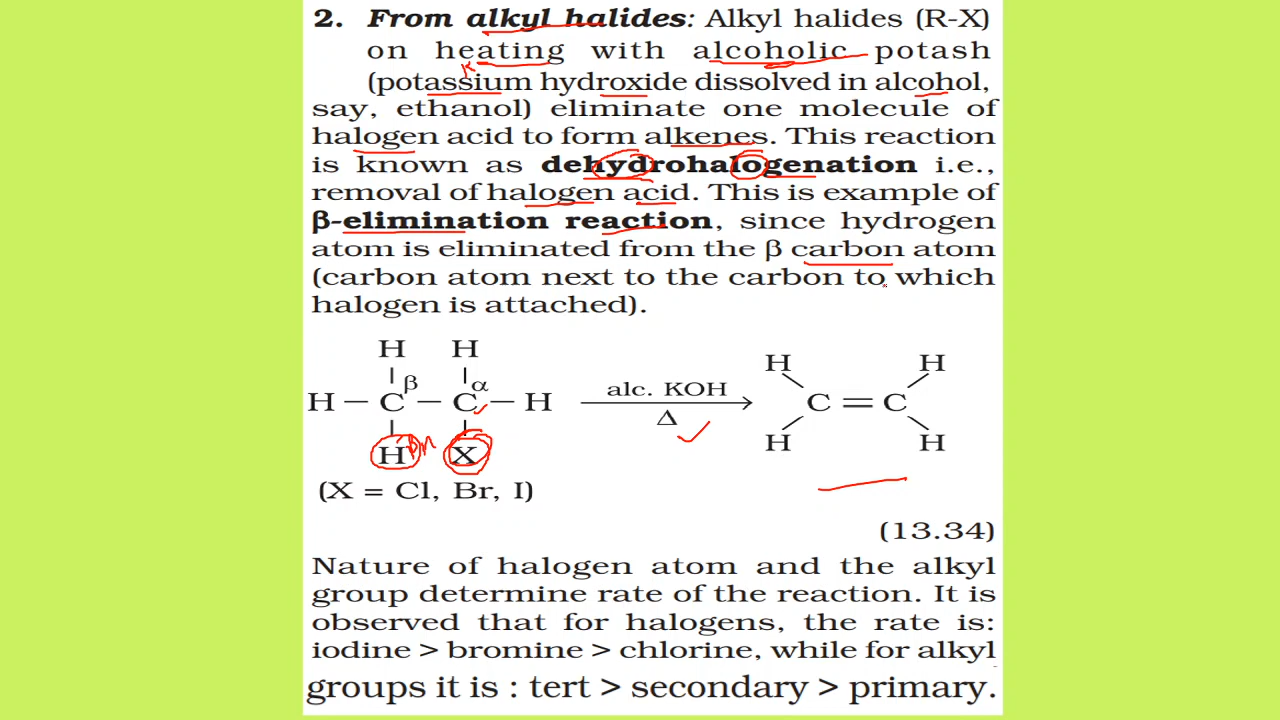 2. From alkyl halides: Alkyl halides (R-X)
on heating with alcoholic potash
(potassium hydroxide dissolved in alcohol,
say, ethanol) eliminate one molecule of
halogen acid to form alkenes. This reaction
is known as dehydrohalogenation i.e.,
removal of halogen acid. This is example of
β-elimination reaction, since hydrogen
atom is eliminated from the β carbon atom
(carbon atom next to the carbon to which
halogen is attached).
H H H H
β α
H – C – C – H alc. KOH C = C
Δ
H Br X H H
(X = Cl, Br, I)
(13.34)
Nature of halogen atom and the alkyl
group determine rate of the reaction. It is
observed that for halogens, the rate is:
iodine > bromine > chlorine, while for alkyl
groups it is : tert > secondary > primary.